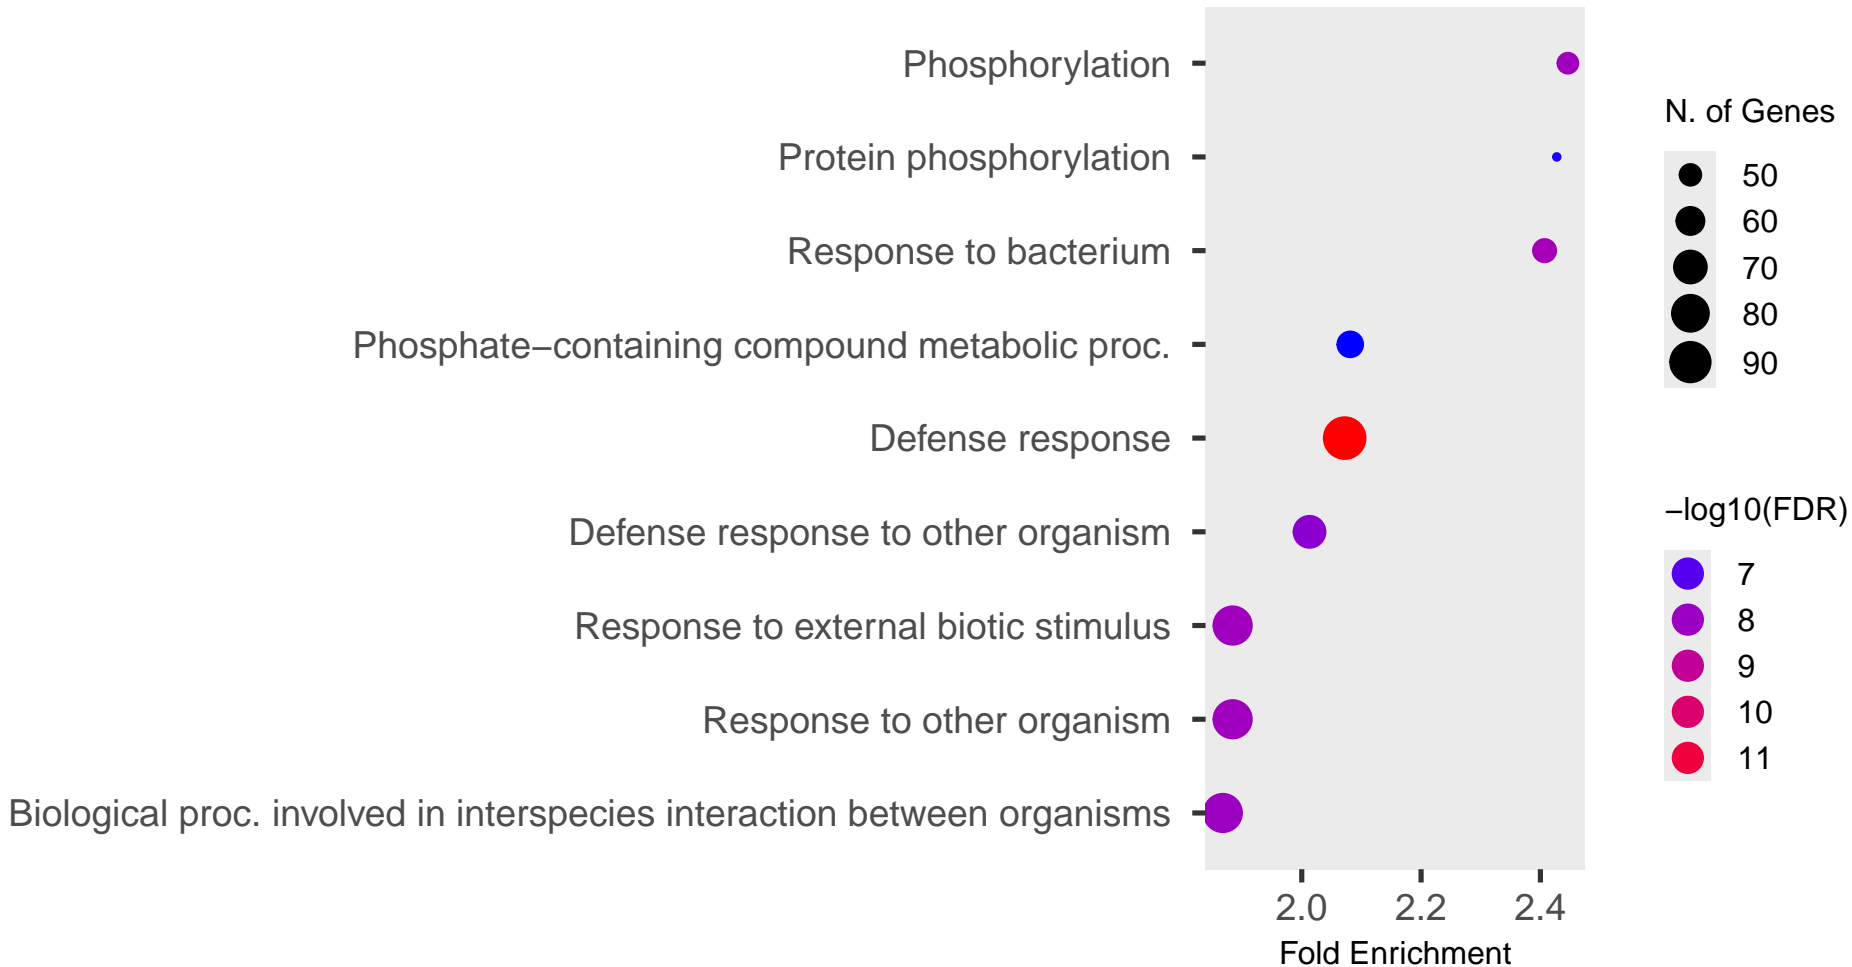 Phosphorylation
Protein phosphorylation
Response to bacterium
Phosphate−containing compound metabolic proc.
Defense response
Defense response to other organism
Response to external biotic stimulus
Response to other organism
Biological proc. involved in interspecies interaction between organisms
2.0 2.2 2.4
Fold Enrichment
N. of Genes
50
60
70
80
90
−log10(FDR)
7
8
9
10
11